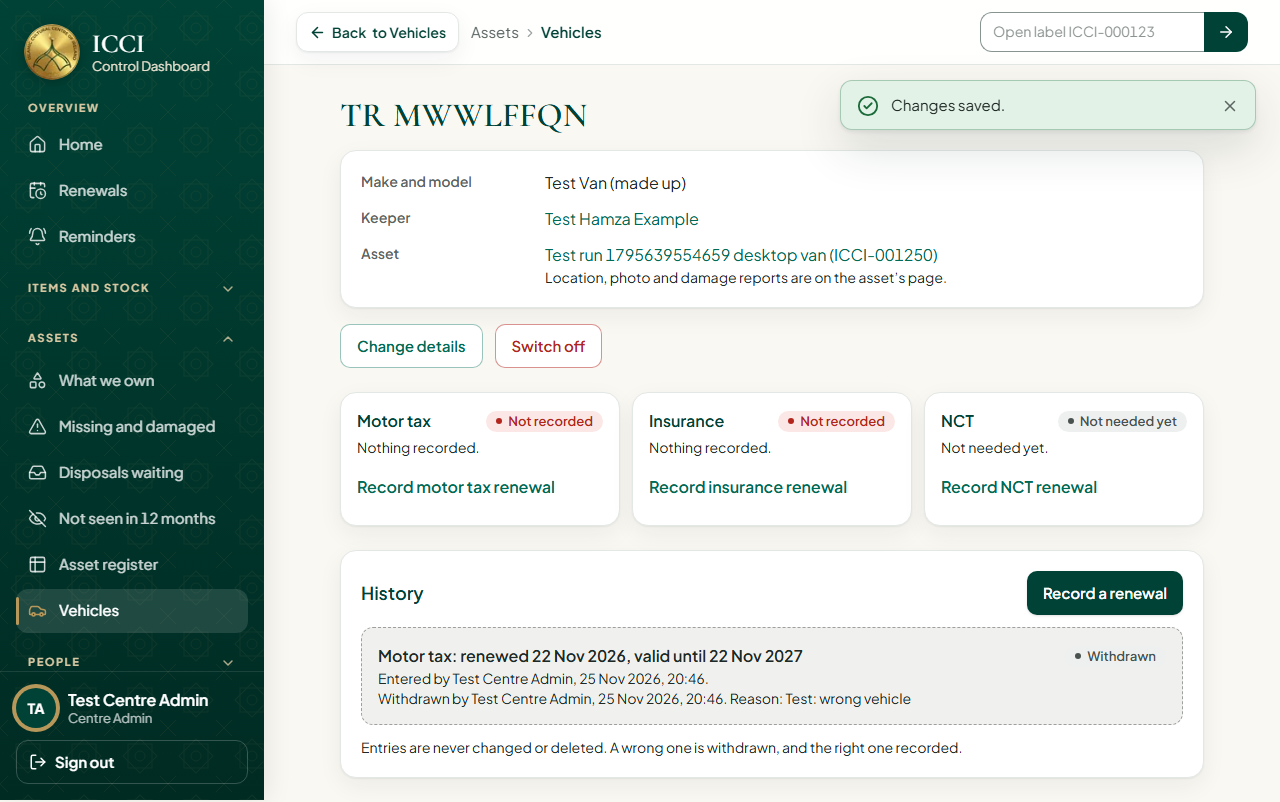 ICCI
Control Dashboard
OVERVIEW
Home
Renewals
Reminders
ITEMS AND STOCK
ASSETS
What we own
Missing and damaged
Disposals waiting
Not seen in 12 months
Asset register
Vehicles
PEOPLE
TA
Test Centre Admin
Centre Admin
Sign out
Back to Vehicles
Assets
Vehicles
Open label ICCI-000123
Changes saved.
TR MWWLFFQN
Make and model
Test Van (made up)
Keeper
Test Hamza Example
Asset
Test run 1795639554659 desktop van (ICCI-001250)
Location, photo and damage reports are on the asset's page.
Change details
Switch off
Motor tax
Not recorded
Nothing recorded.
Record motor tax renewal
Insurance
Not recorded
Nothing recorded.
Record insurance renewal
NCT
Not needed yet
Not needed yet.
Record NCT renewal
History
Record a renewal
Motor tax: renewed 22 Nov 2026, valid until 22 Nov 2027
Withdrawn
Entered by Test Centre Admin, 25 Nov 2026, 20:46.
Withdrawn by Test Centre Admin, 25 Nov 2026, 20:46. Reason: Test: wrong vehicle
Entries are never changed or deleted. A wrong one is withdrawn, and the right one recorded.